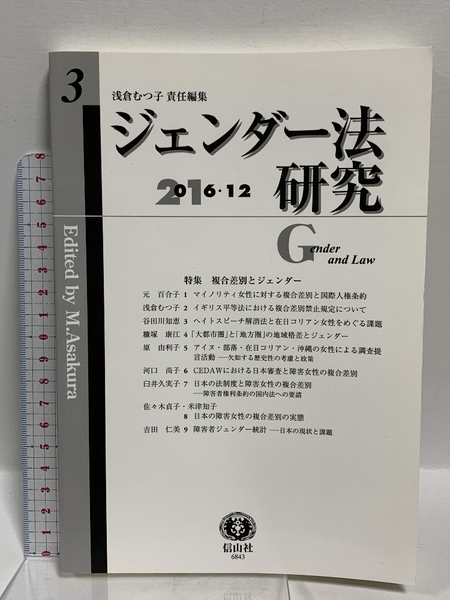 3
浅倉むつ子 責任編集
ジェンダー法
研究
2016・12
Gender
and Law
Edited by M.Asakura
特集 複合差別とジェンダー
元 百合子 1 マイノリティ女性に対する複合差別と国際人権条約
浅倉むつ子 2 イギリス平等法における複合差別禁止規定について
谷田川知恵 3 ヘイトスピーチ解消法と在日コリアン女性をめぐる課題
糠塚 康江 4 「大都市圏」と「地方圏」の地域格差とジェンダー
原 由利子 5 アイヌ・部落・在日コリアン・沖縄の女性による調査提
言活動 ──欠如する歴史性の考慮と政策
河口 尚子 6 CEDAWにおける日本審査と障害女性の複合差別
臼井久実子 7 日本の法制度と障害女性の複合差別
──障害者権利条約の国内法への要請
佐々木貞子・米津知子
8 日本の障害女性の複合差別の実態
吉田 仁美 9 障害者ジェンダー統計 ──日本の現状と課題
信山社
6843
0 1 2 3 4 5 6 7 8